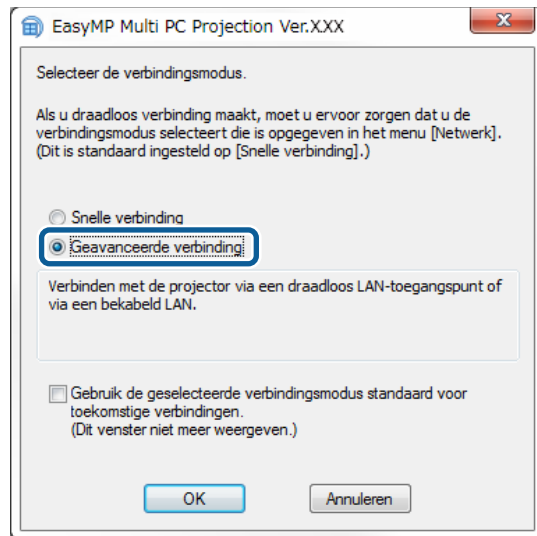 EasyMP Multi PC Projection Ver.X.XX
Selecteer de verbindingsmodus.
Als u draadloos verbinding maakt, moet u ervoor zorgen dat u de
verbindingsmodus selecteert die is opgegeven in het menu [Netwerk].
(Dit is standaard ingesteld op [Snelle verbinding].)
Snelle verbinding
Geavanceerde verbinding
Verbinden met de projector via een draadloos LAN-toegangspunt of
via een bekabeld LAN.
Gebruik de geselecteerde verbindingsmodus standaard voor
toekomstige verbindingen.
(Dit venster niet meer weergeven.)
OK
Annuleren